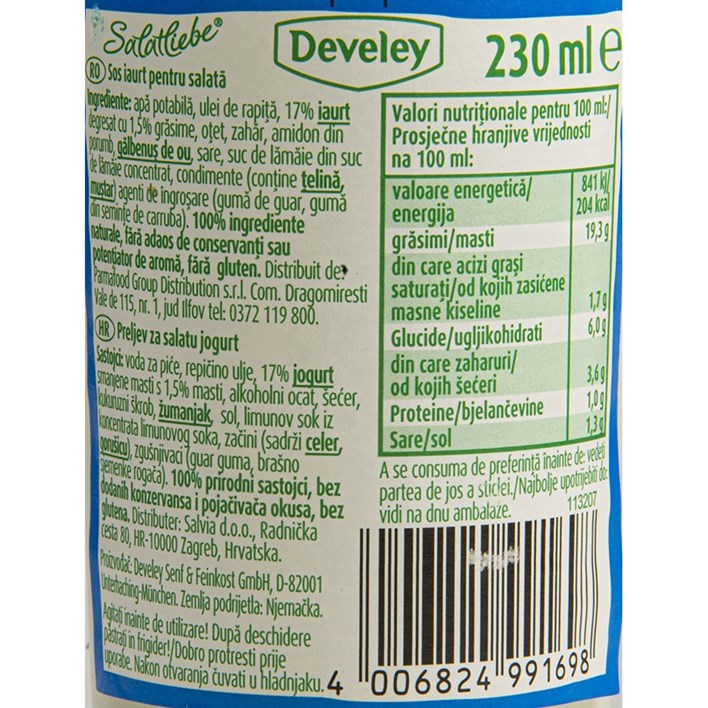 Salatliebe®
Develey
230 ml e
RO Sos iaurt pentru salată
Ingrediente: apă potabilă, ulei de rapiță, 17% iaurt
degresat cu 1,5% grăsime, oțet, zahăr, amidon din
porumb, gălbenuș de ou, sare, suc de lămâie din suc
de lămâie concentrat, condimente (conține telină,
muștar) agenți de îngroșare (gumă de guar, gumă
din semințe de carruba). 100% ingrediente
naturale, fără adaos de conservanți sau
potențiator de aromă, fără gluten. Distribuit de:
Parmafood Group Distribution s.r.l. Com. Dragomiresti
Vale de 115, nr. 1, jud Ilfov tel: 0372 119 800.
HR Preljev za salatu jogurt
Sastojci: voda za piće, repičino ulje, 17% jogurt
smanjene masti s 1,5% masti, alkoholni ocat, šećer,
kukuruzni škrob, žumanjak, sol, limunov sok iz
koncentrata limunovog soka, začini (sadrži celer,
gorušicu), zgušnjivaci (guar guma, brašno
sjemenke rogača). 100% prirodni sastojci, bez
dodanih konzervansa i pojačivača okusa, bez
glutena. Distributer: Salvia d.o.o., Radnička
cesta 80, HR-10000 Zagreb, Hrvatska.
Proizvođač: Develey Senf & Feinkost GmbH, D-82001
Unterhaching-München. Zemlja podrijetla: Njemačka.
Agitați inainte de utilizare! După deschidere
păstrați in frigider!/Dobro protresti prije
uporabe. Nakon otvaranja čuvati u hladnjaku.
Valori nutriționale pentru 100 ml:/
Prosječne hranjive vrijednosti
na 100 ml:
valoare energetică/ 841 kJ/
energija 204 kcal
grăsimi/masti 19,3 g
din care acizi grași
saturați/od kojih zasićene
masne kiseline 1,7 g
Glucide/ugljikohidrati 6,0 g
din care zaharuri/
od kojih šećeri 3,6 g
Proteine/bjelančevine 1,0 g
Sare/sol 1,3 g
A se consuma de preferință înainte de: vedeți
partea de jos a sticlei./Najbolje upotrijebiti do:
vidi na dnu ambalaže. 113207
4 006824 991698